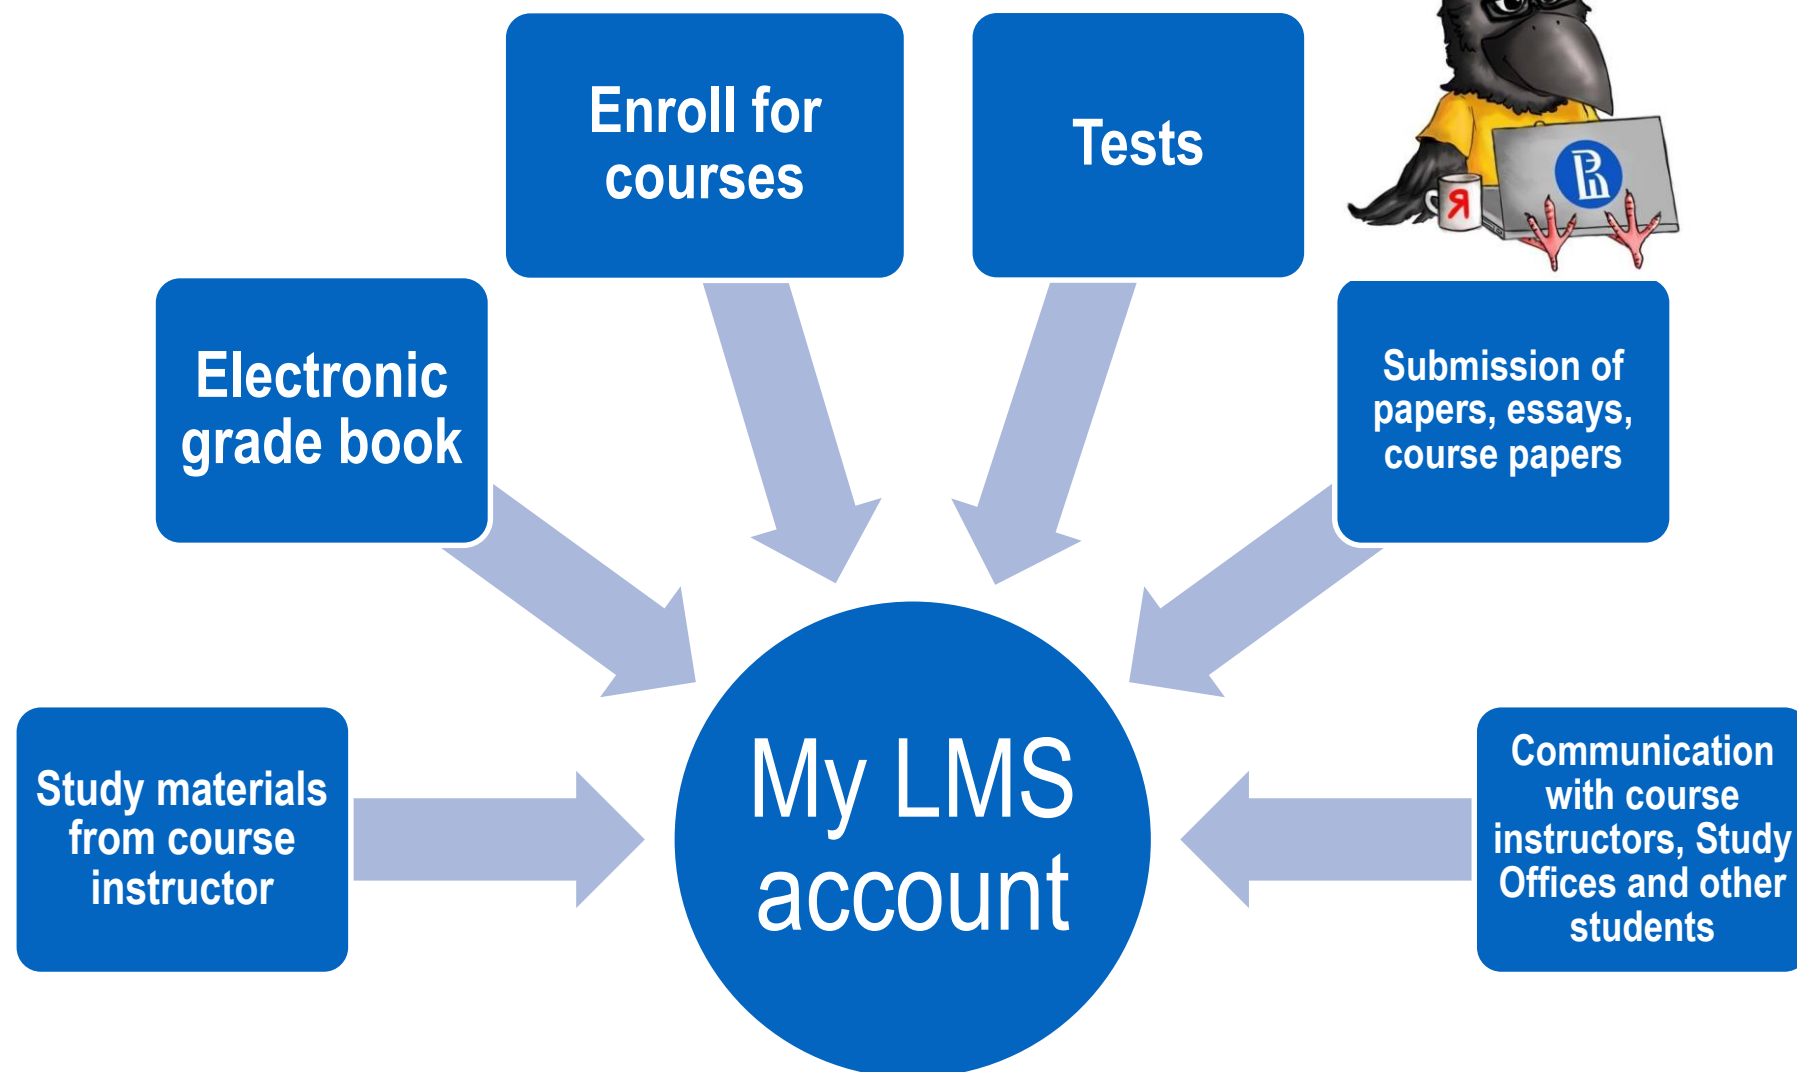 Enroll for
courses
Tests
Я
Electronic
grade book
Submission of
papers, essays,
course papers
Study materials
from course
instructor
My LMS
account
Communication
with course
instructors, Study
Offices and other
students